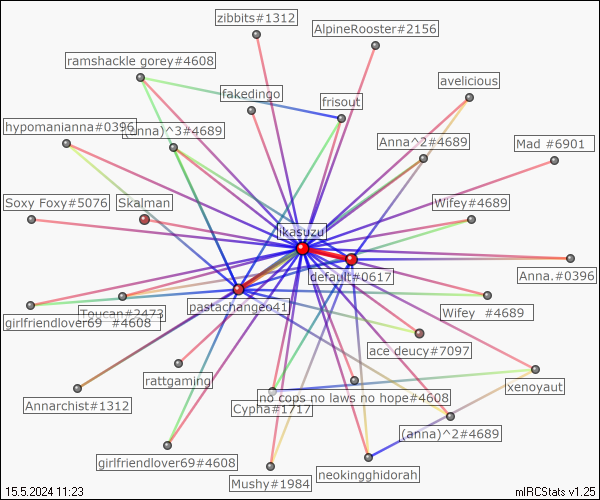 zibbits#1312
AlpineRooster#2156
ramshackle gorey#4608
avelicious
fakedingo
frisout
hypomanianna#0396
(anna)^3#4689
Anna^2#4689
Mad #6901
Soxy Foxy#5076
Skalman
Wifey#4689
ikasuzu
default#0617
Anna.#0396
pastachangeo41
Toucan#2473
Wifey #4689
girlfriendlover69 #4608
ace deucy#7097
rattgaming
xenoyaut
no cops no laws no hope#4608
Annarchist#1312
Cypha#1717
(anna)^2#4689
girlfriendlover69#4608
neokingghidorah
Mushy#1984
15.5.2024 11:23
mIRCStats v1.25